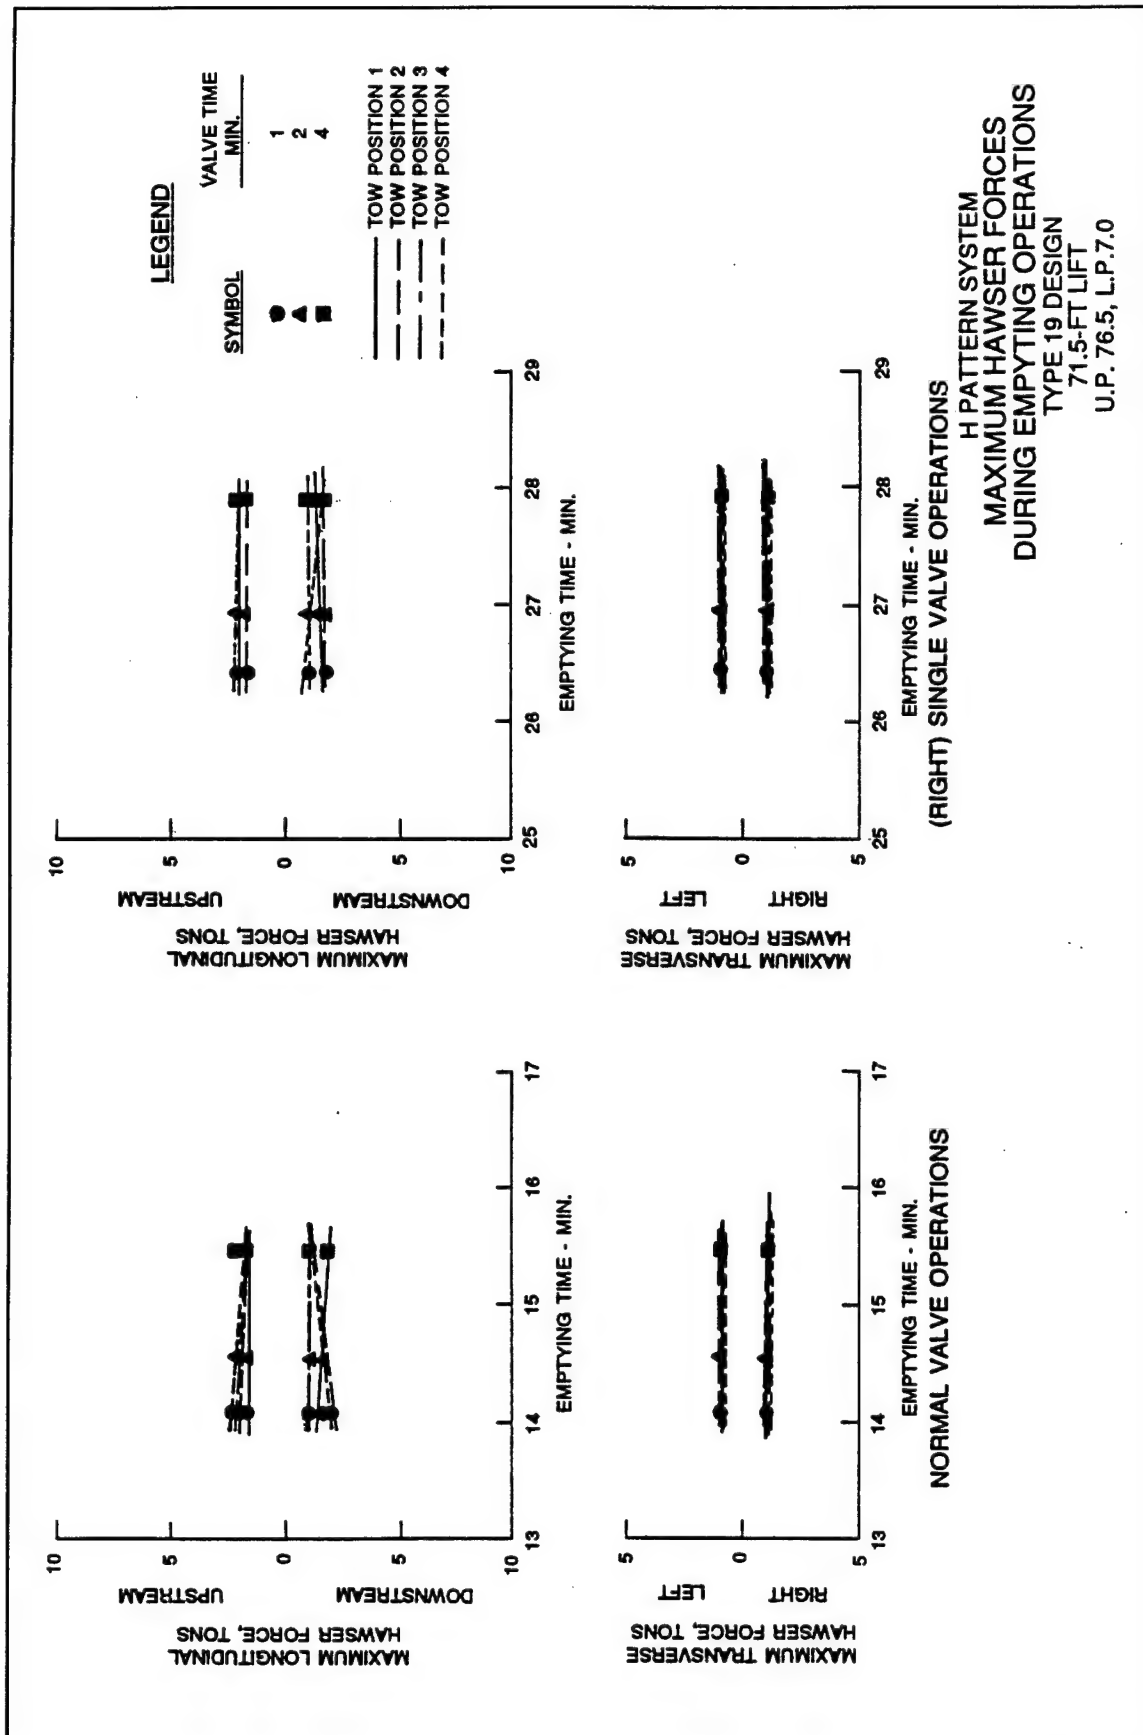 LEGEND
SYMBOL VALVE TIME
MIN.
1
2
4
TOW POSITION 1
TOW POSITION 2
TOW POSITION 3
TOW POSITION 4
MAXIMUM LONGITUDINAL
HAWSER FORCE, TONS
UPSTREAM
DOWNSTREAM
10
5
0
5
10
13 14 15 16 17
EMPTYING TIME - MIN.
MAXIMUM LONGITUDINAL
HAWSER FORCE, TONS
UPSTREAM
DOWNSTREAM
10
5
0
5
10
25 26 27 28 29
EMPTYING TIME - MIN.
MAXIMUM TRANSVERSE
HAWSER FORCE, TONS
LEFT
RIGHT
5
0
5
13 14 15 16 17
EMPTYING TIME - MIN.
NORMAL VALVE OPERATIONS
MAXIMUM TRANSVERSE
HAWSER FORCE, TONS
LEFT
RIGHT
5
0
5
25 26 27 28 29
EMPTYING TIME - MIN.
(RIGHT) SINGLE VALVE OPERATIONS
H PATTERN SYSTEM
MAXIMUM HAWSER FORCES
DURING EMPYTING OPERATIONS
TYPE 19 DESIGN
71.5-FT LIFT
U.P. 76.5, L.P.7.0